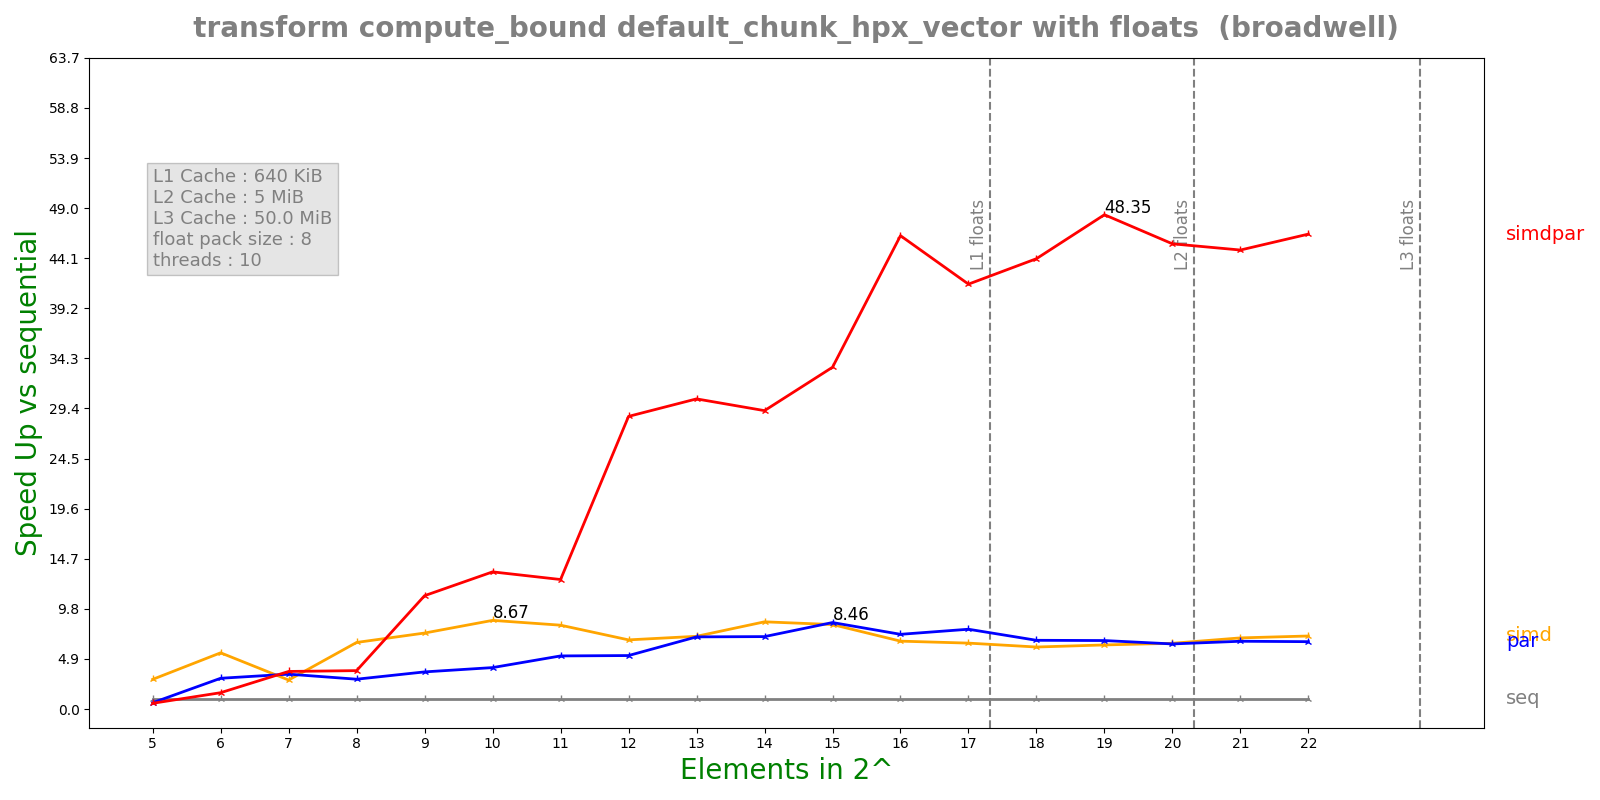 transform compute_bound default_chunk_hpx_vector with floats  (broadwell)
63.7
58.8
53.9
49.0
44.1
39.2
34.3
29.4
24.5
19.6
14.7
9.8
4.9
0.0
Speed Up vs sequential
L1 Cache : 640 KiB
L2 Cache : 5 MiB
L3 Cache : 50.0 MiB
float pack size : 8
threads : 10
8.67
8.46
48.35
L1 floats
L2 floats
L3 floats
simdpar
simd
par
seq
5 6 7 8 9 10 11 12 13 14 15 16 17 18 19 20 21 22
Elements in 2^